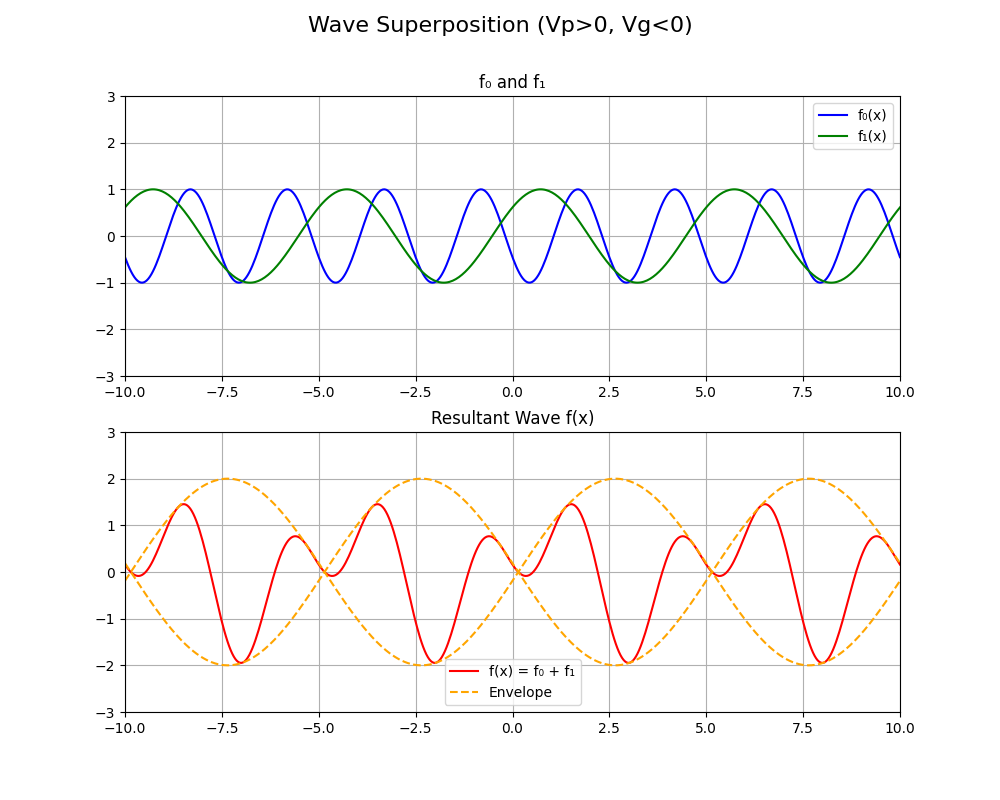 Wave Superposition (Vp>0, Vg<0)
f₀ and f₁
3
2
1
0
−1
−2
−3
f₀(x)
f₁(x)
−10.0 −7.5 −5.0 −2.5 0.0 2.5 5.0 7.5 10.0
Resultant Wave f(x)
3
2
1
0
−1
−2
−3
f(x) = f₀ + f₁
Envelope
−10.0 −7.5 −5.0 −2.5 0.0 2.5 5.0 7.5 10.0